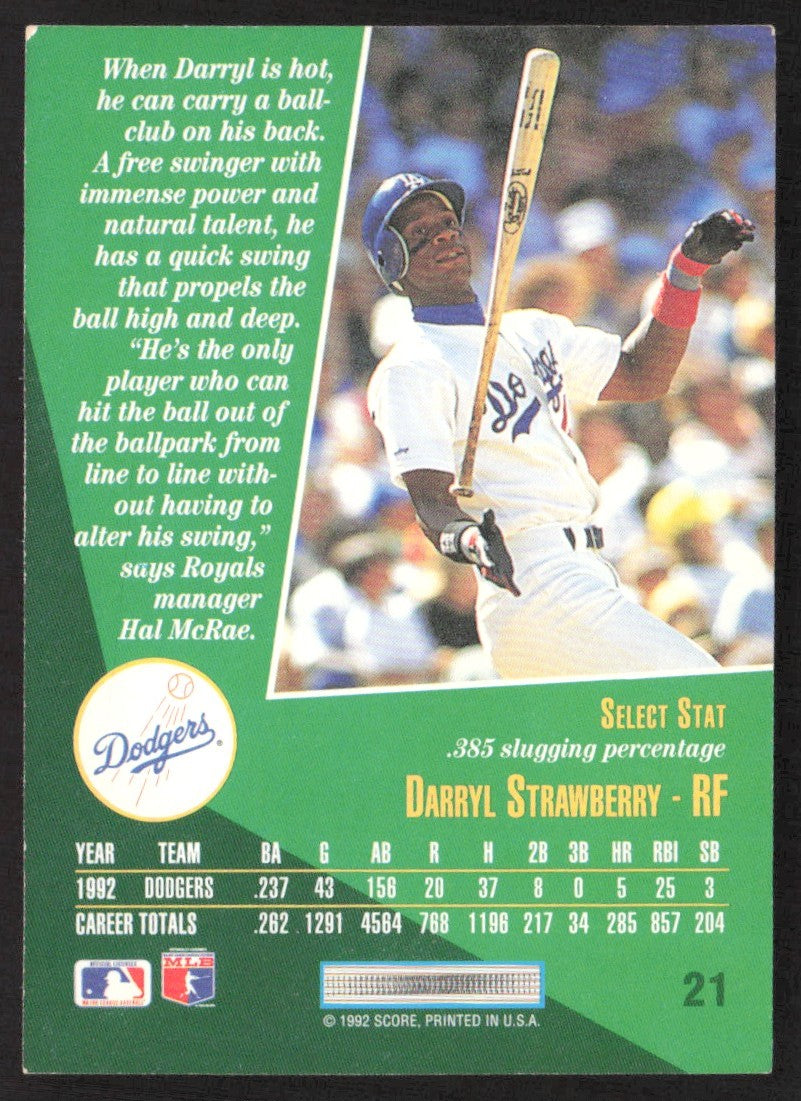 When Darryl is hot,
he can carry a ball-
club on his back.
A free swinger with
immense power and
natural talent, he
has a quick swing
that propels the
ball high and deep.
"He's the only
player who can
hit the ball out of
the ballpark from
line to line with-
out having to
alter his swing,"
says Royals
manager
Hal McRae.
LA
Dodgers
Dodgers
SELECT STAT
.385 slugging percentage
DARRYL STRAWBERRY - RF
YEAR TEAM BA G AB R H 2B 3B HR RBI SB
1992 DODGERS .237 43 156 20 37 8 0 5 25 3
CAREER TOTALS .262 1291 4564 768 1196 217 34 285 857 204
MLB
21
© 1992 SCORE, PRINTED IN U.S.A.